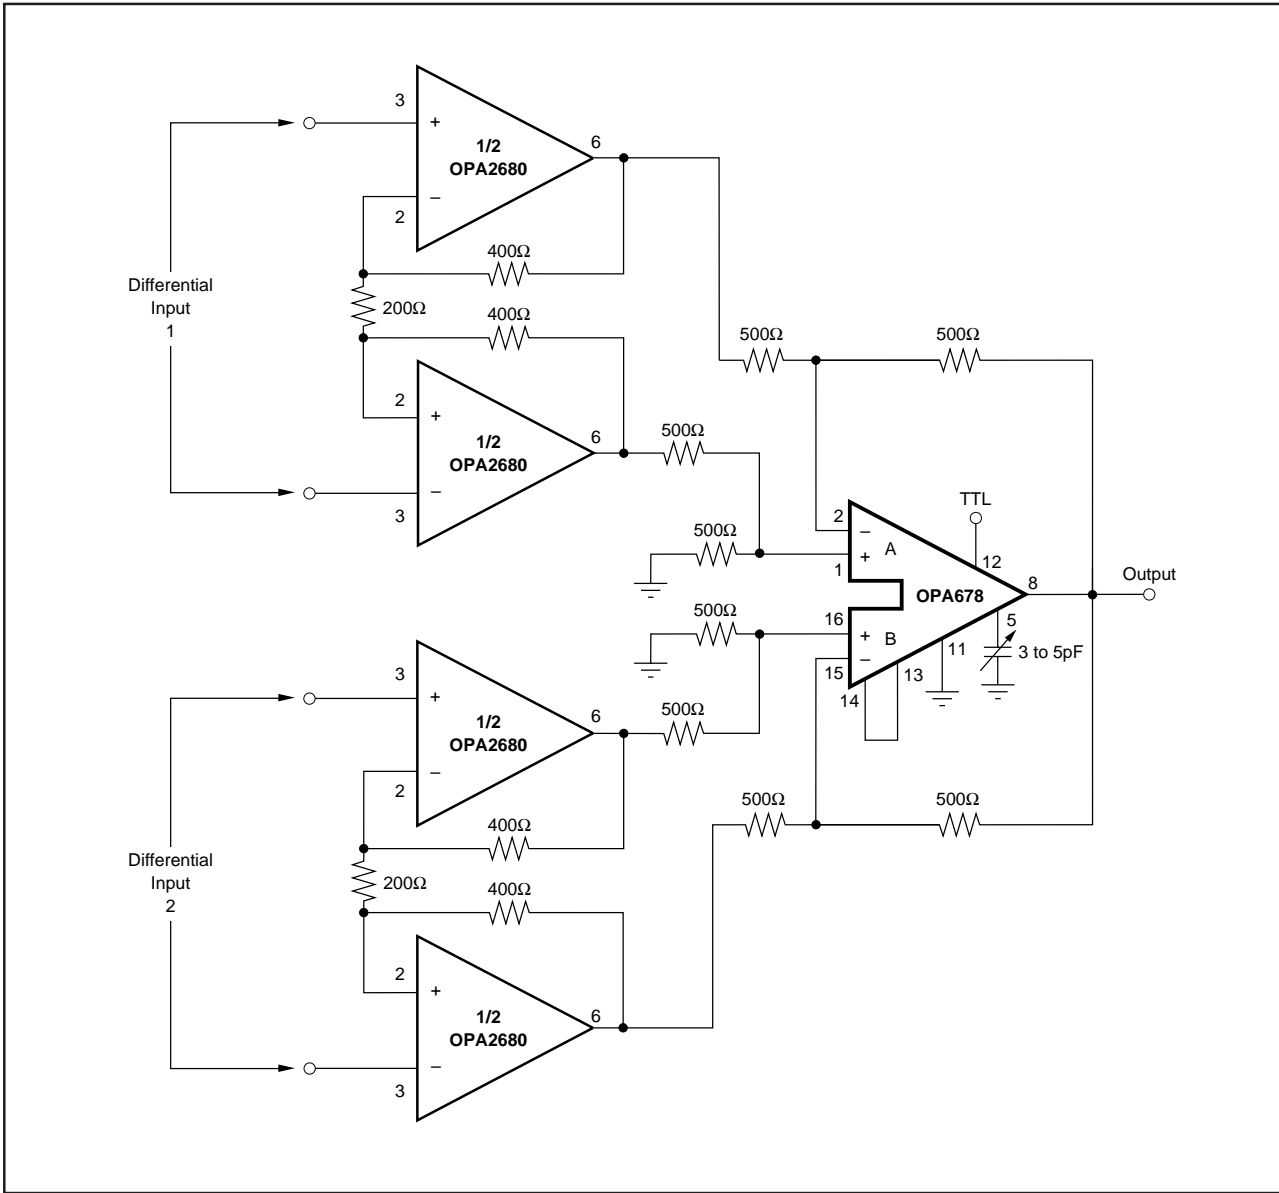 3
+
1/2
OPA2680
6
−
2
400Ω
Differential
Input
1
200Ω
400Ω
500Ω
500Ω
2
+
1/2
OPA2680
6
500Ω
−
3
TTL
2
−
A
500Ω
+
1
12
OPA678
8
Output
500Ω
16
+
B
5
11
3 to 5pF
−
15
13
14
3
+
1/2
OPA2680
6
500Ω
−
2
500Ω
500Ω
400Ω
Differential
Input
2
200Ω
400Ω
2
+
1/2
OPA2680
6
−
3